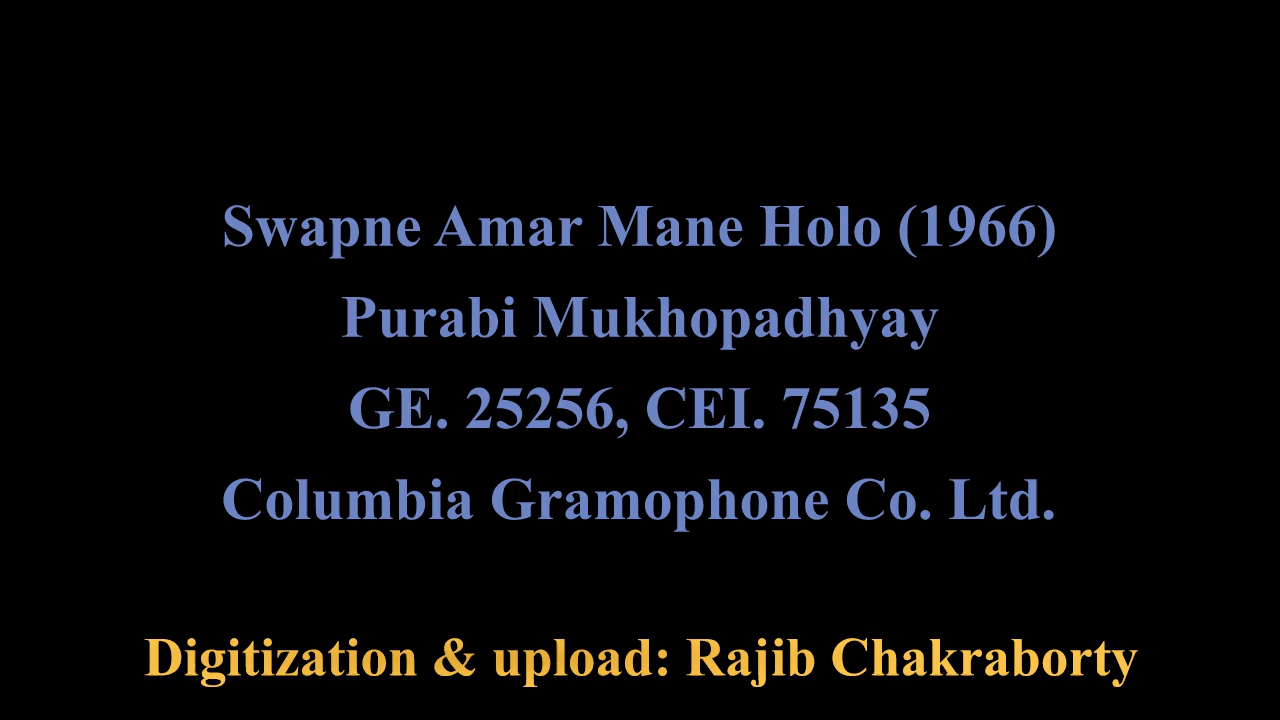 Swapne Amar Mane Holo (1966)
Purabi Mukhopadhyay
GE. 25256, CEI. 75135
Columbia Gramophone Co. Ltd.
Digitization & upload: Rajib Chakraborty